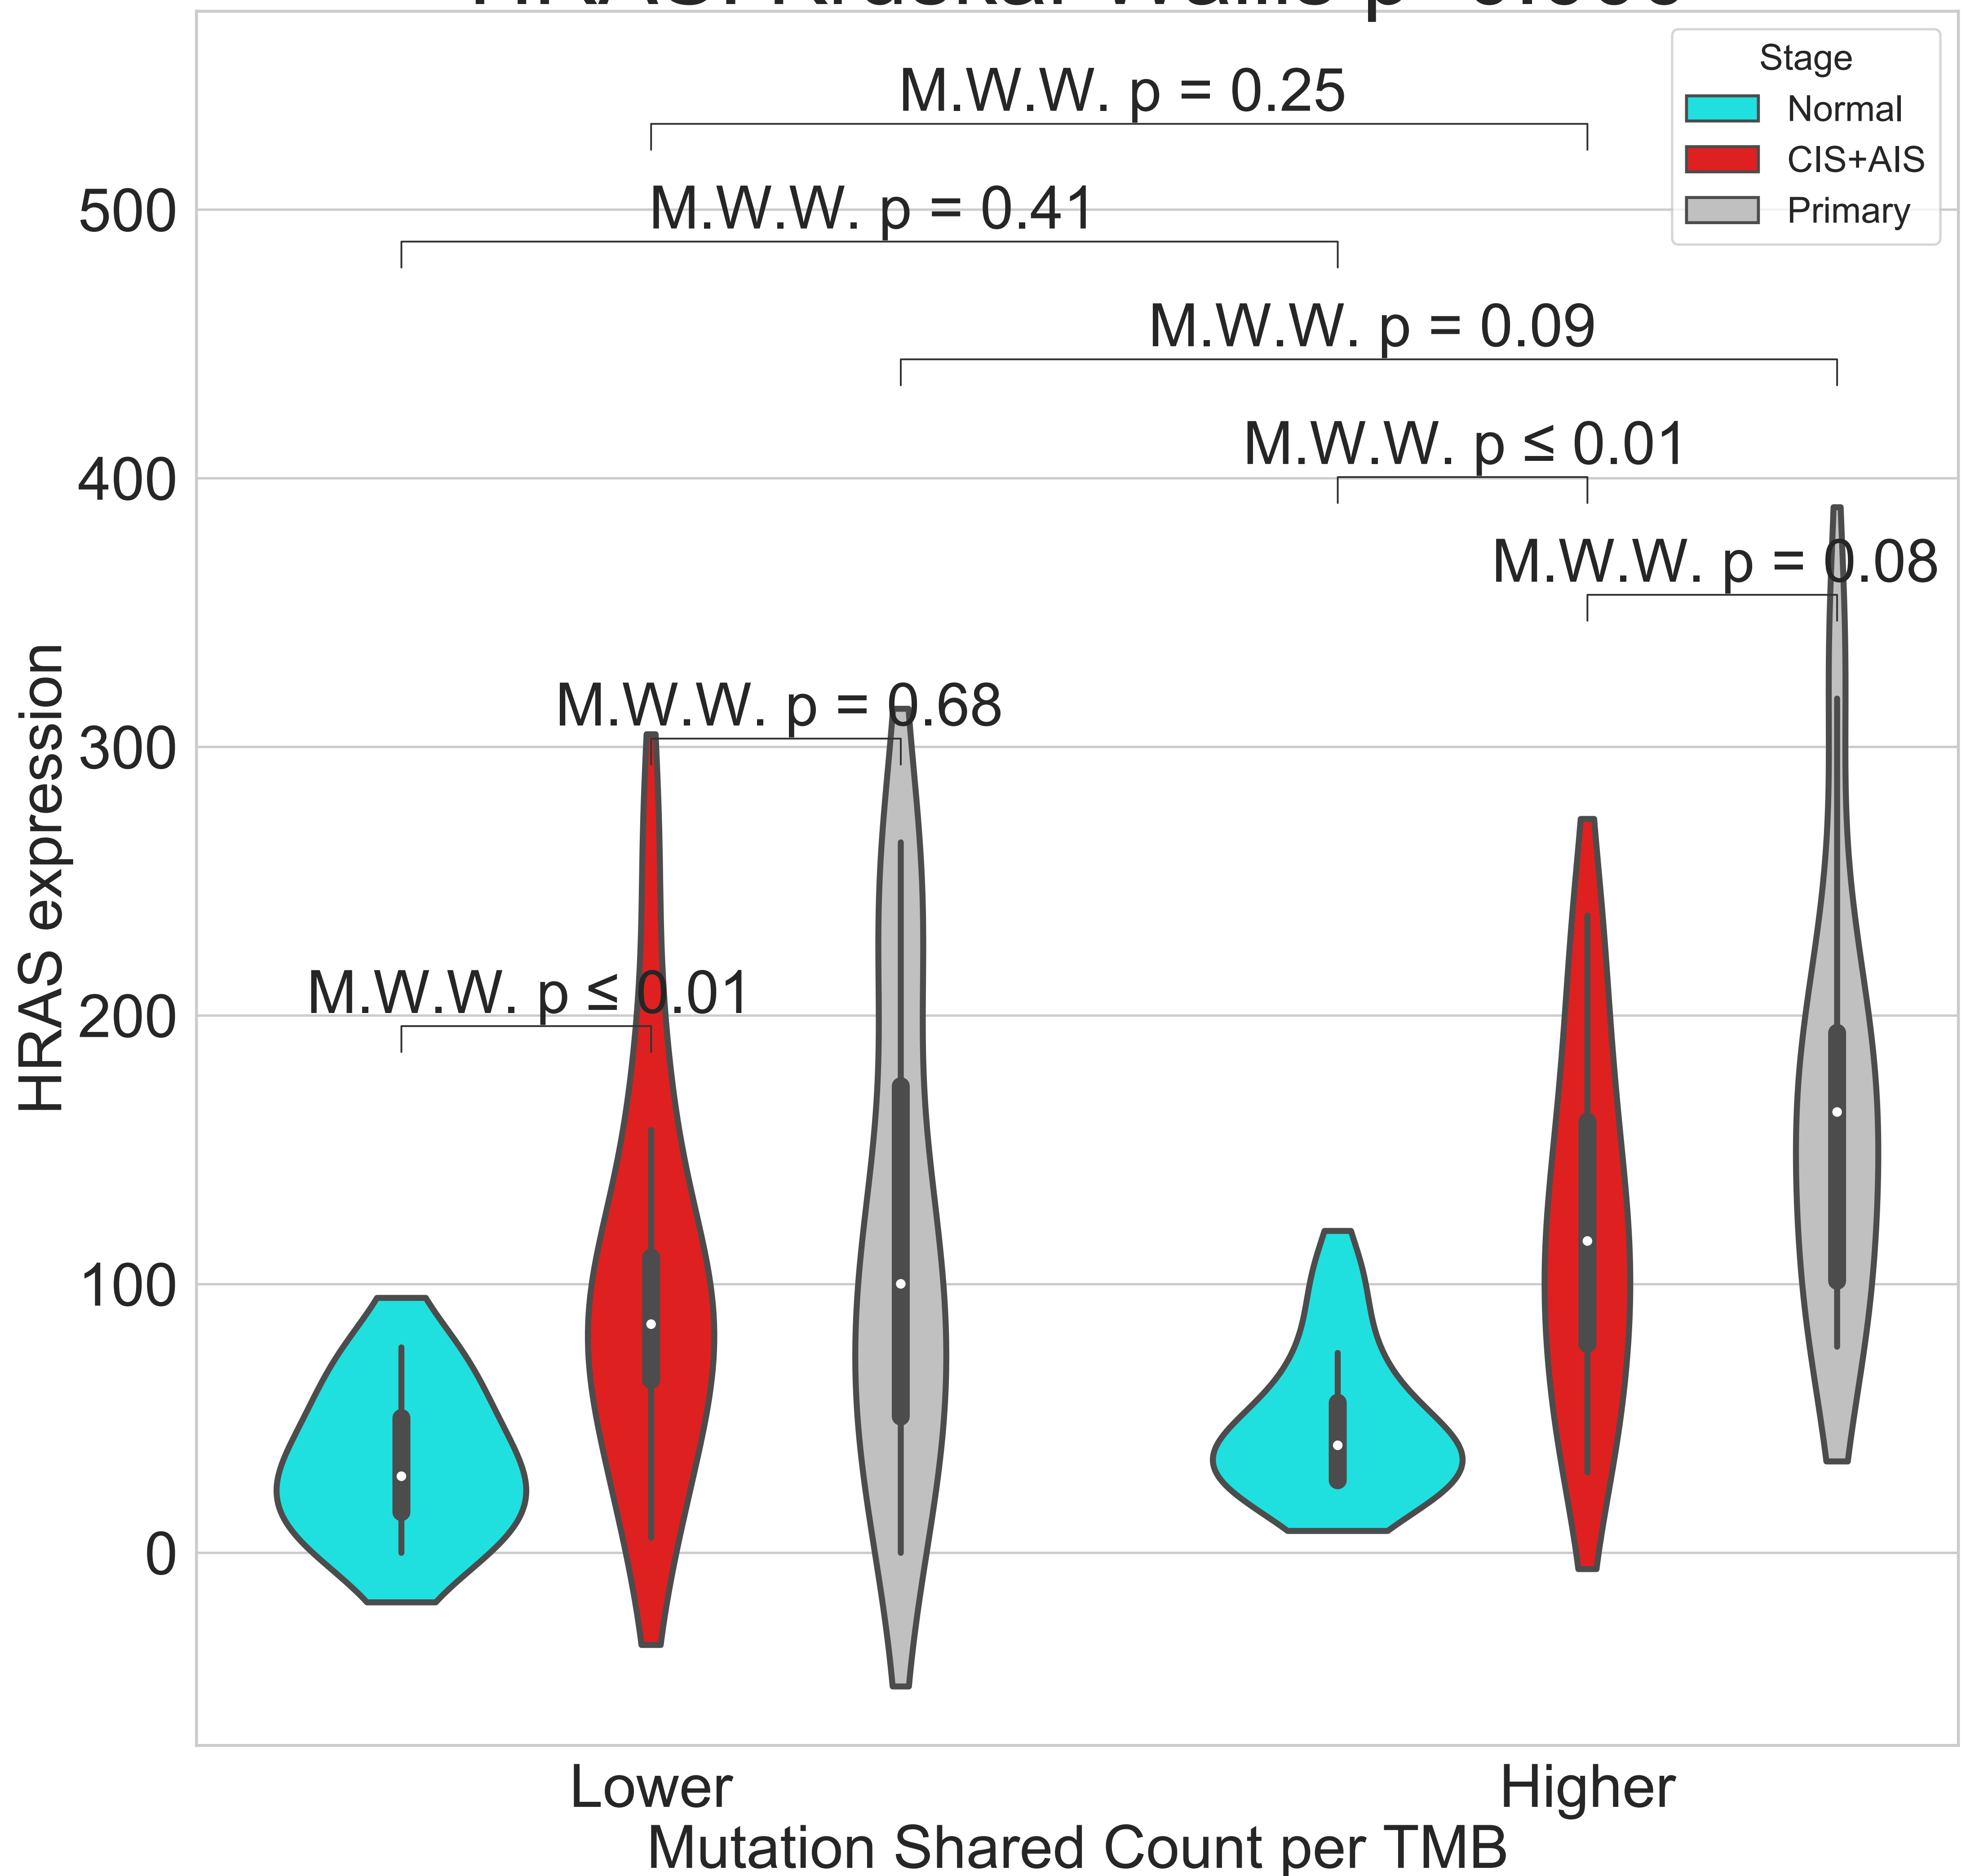 Stage
Normal
CIS+AIS
Primary
M.W.W. p = 0.25
M.W.W. p = 0.41
M.W.W. p = 0.09
M.W.W. p ≤ 0.01
M.W.W. p = 0.08
M.W.W. p = 0.68
M.W.W. p ≤ 0.01
500
400
300
200
100
0
HRAS expression
Lower
Higher
Mutation Shared Count per TMB